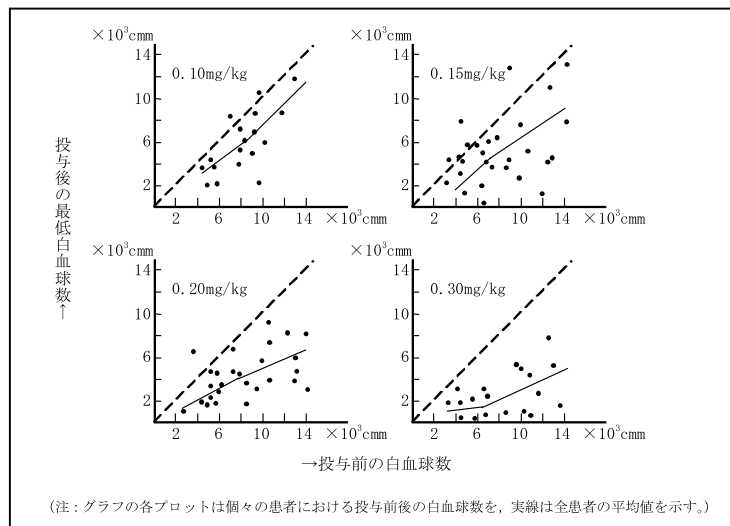 ×10³cmm
14
10
6
2
0.10mg/kg
2 6 10 14 ×10³cmm
×10³cmm
14
10
6
2
0.15mg/kg
2 6 10 14 ×10³cmm
投与後の最低白血球数→
×10³cmm
14
10
6
2
0.20mg/kg
2 6 10 14 ×10³cmm
×10³cmm
14
10
6
2
0.30mg/kg
2 6 10 14 ×10³cmm
→投与前の白血球数
(注:グラフの各プロットは個々の患者における投与前後の白血球数を,実線は全患者の平均値を示す。)